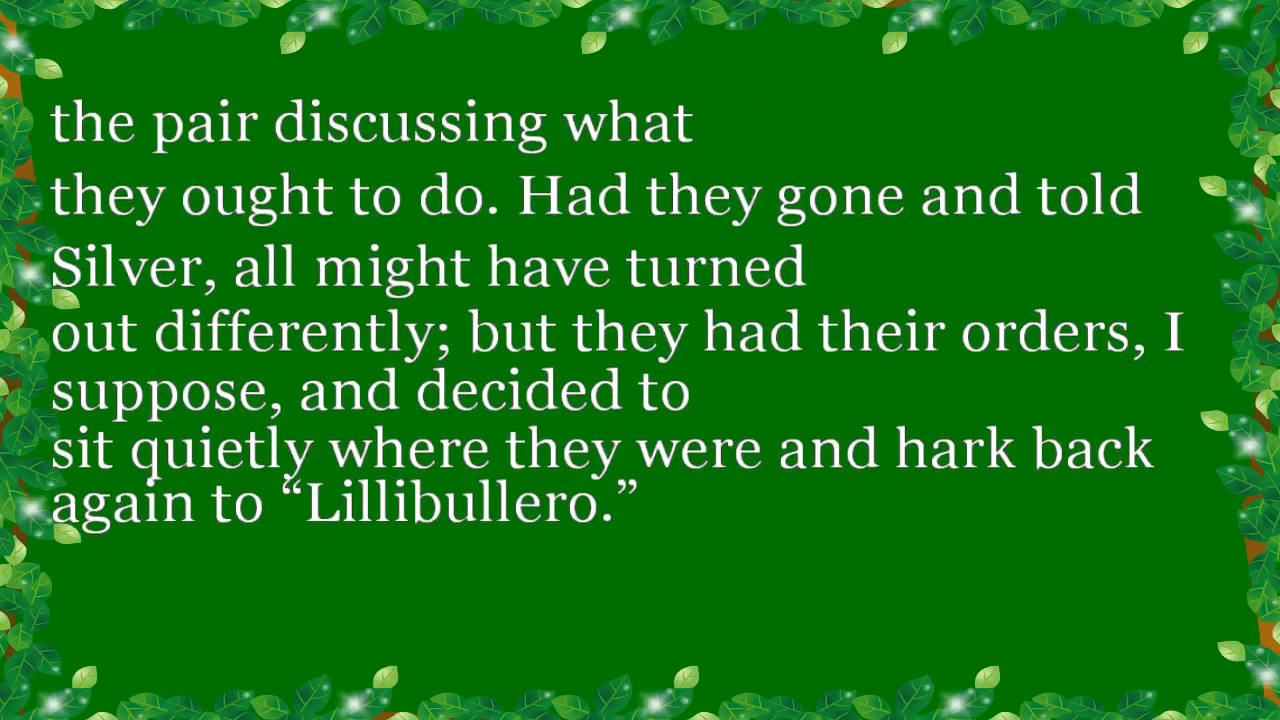 the pair discussing what
they ought to do. Had they gone and told
Silver, all might have turned
out differently; but they had their orders, I
suppose, and decided to
sit quietly where they were and hark back
again to “Lillibullero.”